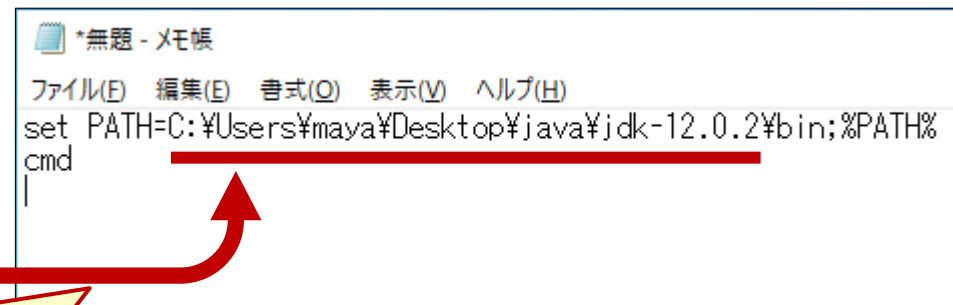 *無題 - メモ帳
ファイル(F) 編集(E) 書式(O) 表示(V) ヘルプ(H)
set PATH=C:¥Users¥maya¥Desktop¥java¥jdk-12.0.2¥bin;%PATH%
cmd